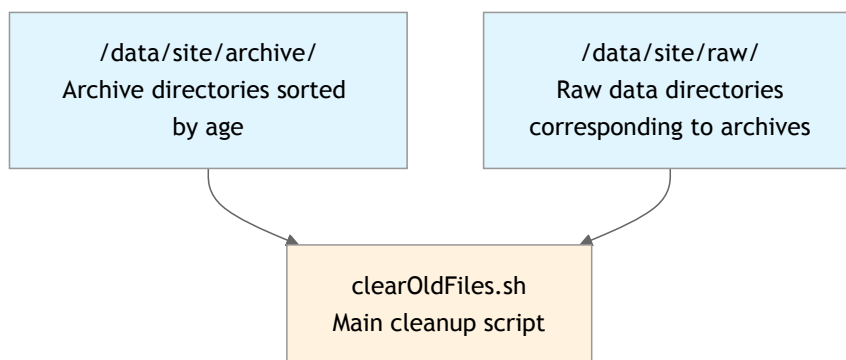 /data/site/archive/
Archive directories sorted
by age
/data/site/raw/
Raw data directories
corresponding to archives
clearOldFiles.sh
Main cleanup script